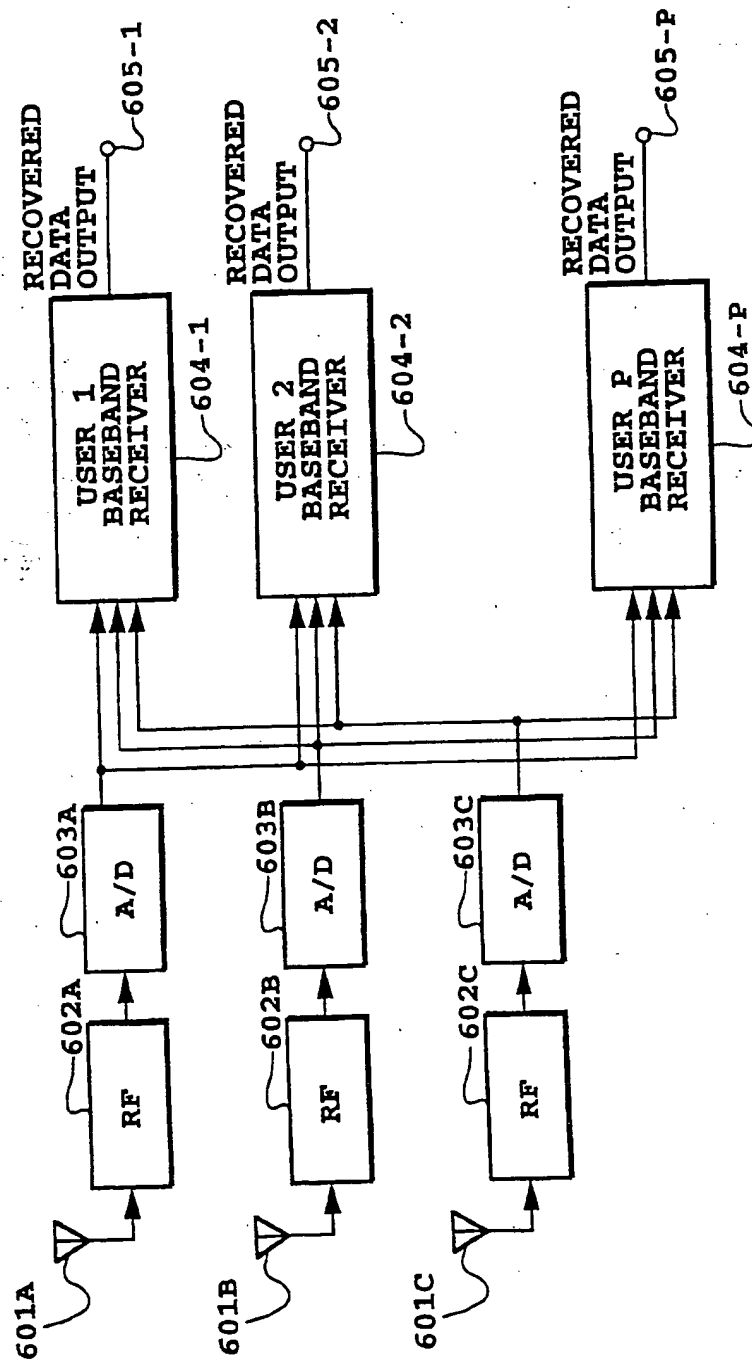 601A
602A
603A
RF
A/D
USER 1
BASEBAND
RECEIVER
604-1
RECOVERED
DATA
OUTPUT
605-1
601B
602B
603B
RF
A/D
USER 2
BASEBAND
RECEIVER
604-2
RECOVERED
DATA
OUTPUT
605-2
601C
602C
603C
RF
A/D
USER P
BASEBAND
RECEIVER
604-P
RECOVERED
DATA
OUTPUT
605-P